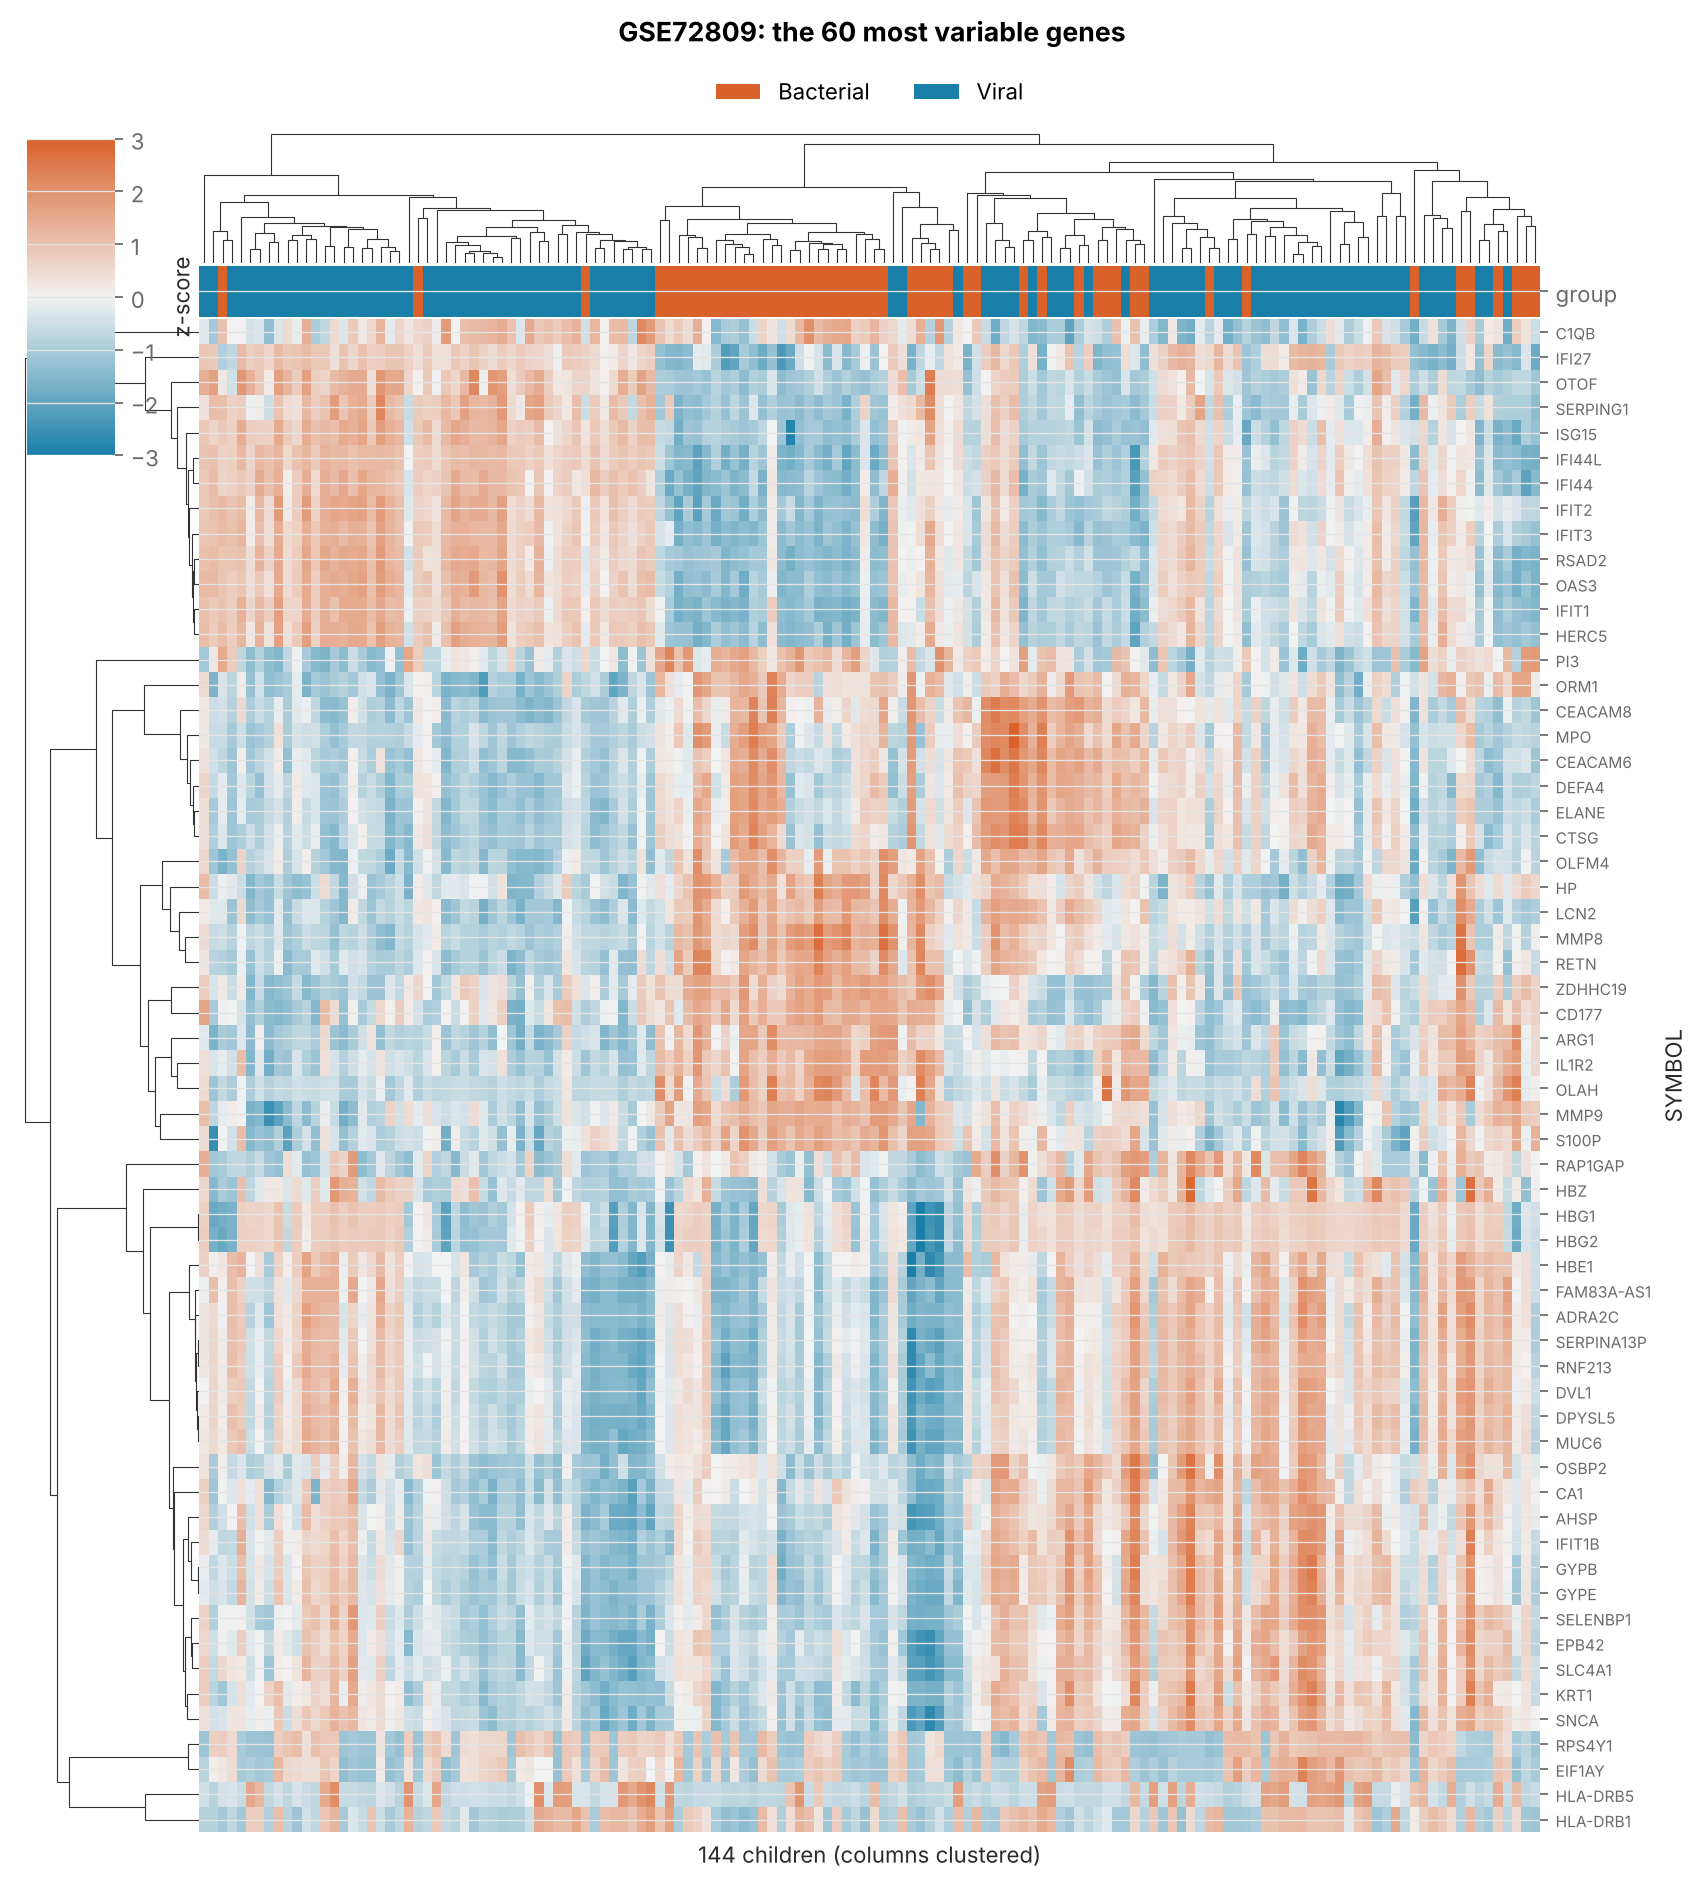 GSE72809: the 60 most variable genes
Bacterial
Viral
3
2
1
0
−1
−2
−3
z-score
group
C1QB
IFI27
OTOF
SERPING1
ISG15
IFI44L
IFI44
IFIT2
IFIT3
RSAD2
OAS3
IFIT1
HERC5
PI3
ORM1
CEACAM8
MPO
CEACAM6
DEFA4
ELANE
CTSG
OLFM4
HP
LCN2
MMP8
RETN
ZDHHC19
CD177
ARG1
IL1R2
OLAH
MMP9
S100P
RAP1GAP
HBZ
HBG1
HBG2
HBE1
FAM83A-AS1
ADRA2C
SERPINA13P
RNF213
DVL1
DPYSL5
MUC6
OSBP2
CA1
AHSP
IFIT1B
GYPB
GYPE
SELENBP1
EPB42
SLC4A1
KRT1
SNCA
RPS4Y1
EIF1AY
HLA-DRB5
HLA-DRB1
SYMBOL
144 children (columns clustered)